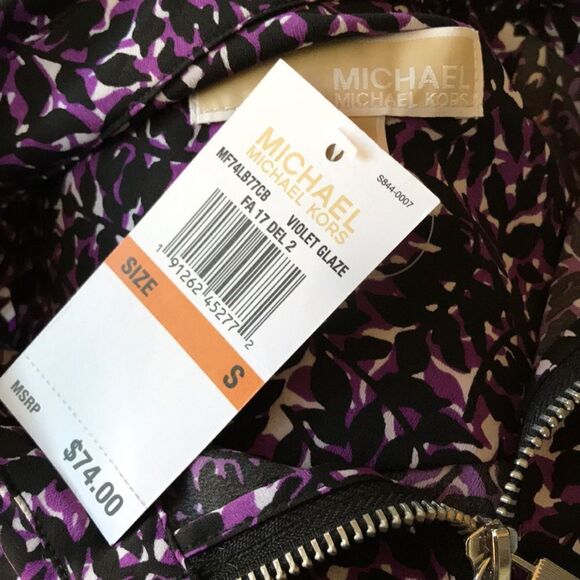 MICHAEL
MICHAEL KORS
S844-0007
MICHAEL
MICHAEL KORS
MF74LB77CB VIOLET GLAZE
FA 17 DEL 2
1 91262 45277 2
SIZE S
MSRP $74.00